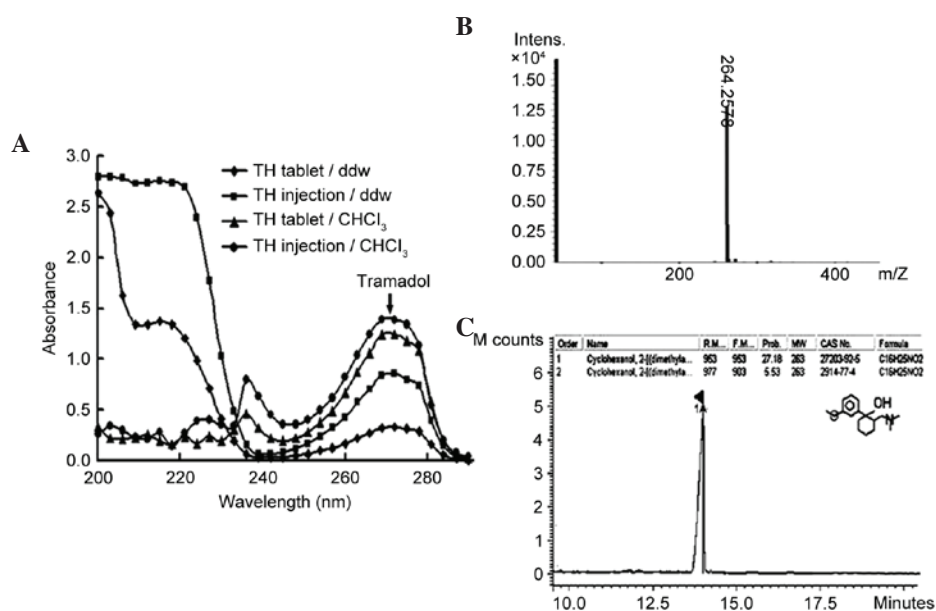 A
3.0
2.5
2.0
1.5
1.0
0.5
0.0
Absorbance
TH tablet / ddw
TH injection / ddw
TH tablet / CHCl3
TH injection / CHCl3
Tramadol
200 220 240 260 280
Wavelength (nm)
B
Intens.
×10⁴
1.5
1.25
1.00
0.75
0.50
0.25
0.00
264.2578
200 400 m/Z
C
M counts
Order Name R.M... F.M... Prob. MW CAS No. Formula
1 Cyclohexanol, 2-[(dimethyla... 953 953 27.18 263 27203-92-5 C16H25NO2
2 Cyclohexanol, 2-[(dimethyla... 977 903 5.53 263 2914-77-4 C16H25NO2
OH
6
5
4
3
2
1
0
10.0 12.5 15.0 17.5 Minutes